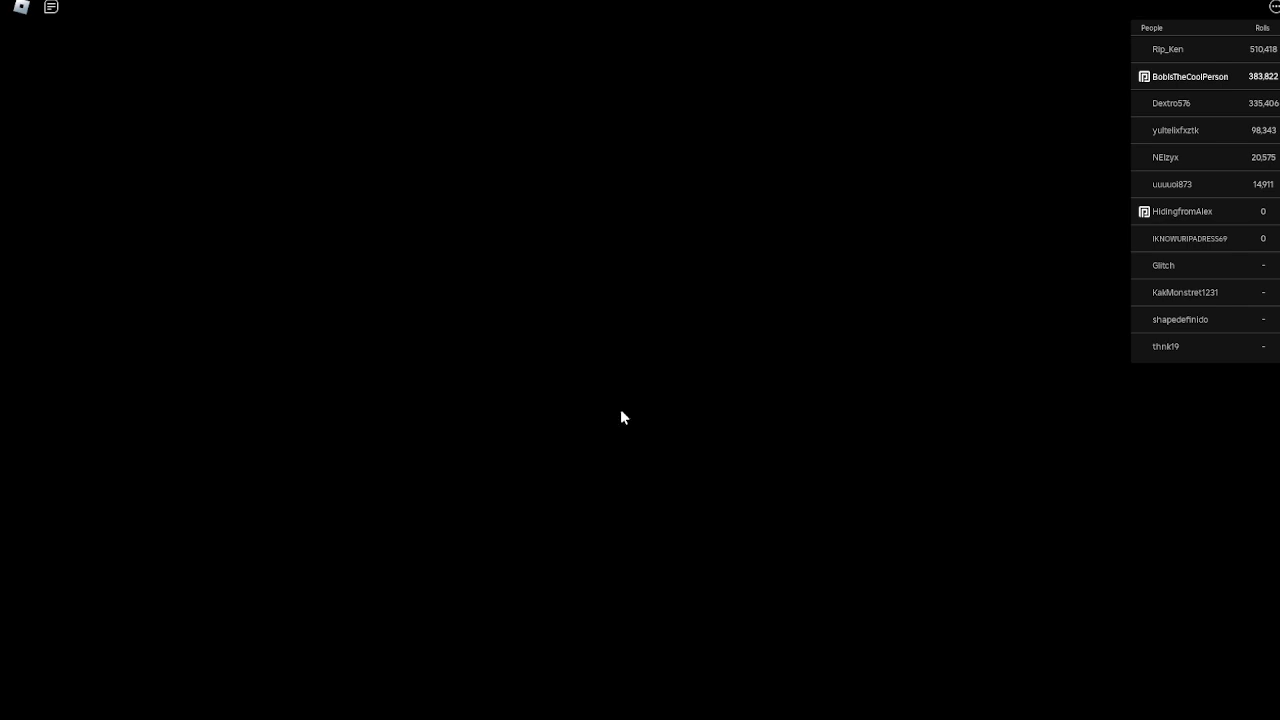 People Rolls
Rip_Ken 510,418
BobIsTheCoolPerson 383,822
Dextro576 335,406
yuitelixfxztk 98,343
NEIzyx 20,575
uuuuoi873 14,911
HidingfromAlex 0
IKNOWURIPADRESS69 0
Glitch -
KakMonstret1231 -
shapedefinido -
thnk19 -